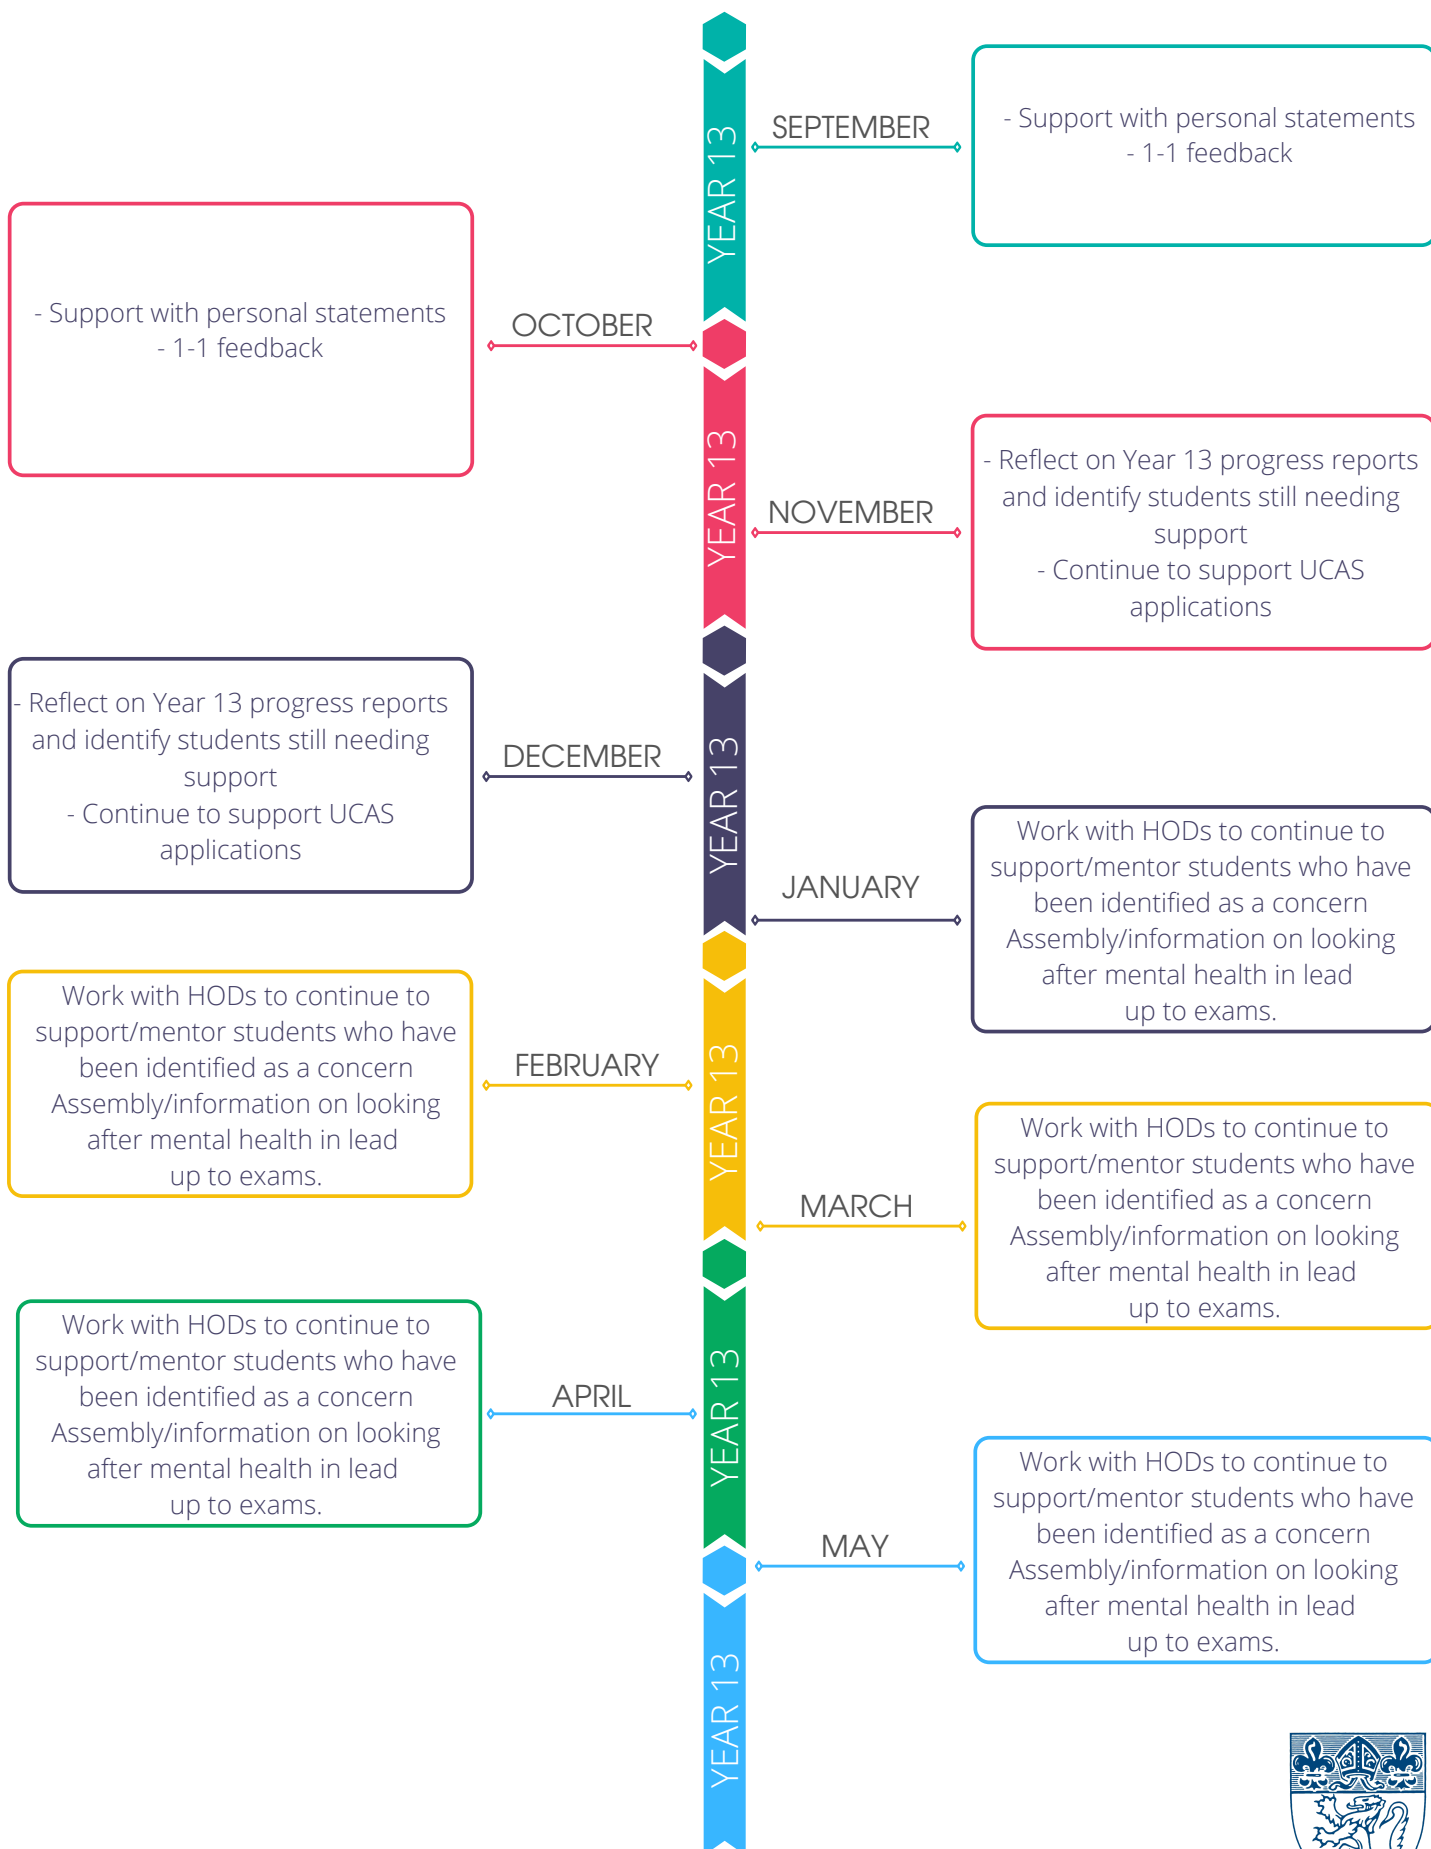 YEAR 13
SEPTEMBER
- Support with personal statements
- 1-1 feedback
OCTOBER
- Support with personal statements
- 1-1 feedback
YEAR 13
NOVEMBER
- Reflect on Year 13 progress reports
and identify students still needing
support
- Continue to support UCAS
applications
DECEMBER
- Reflect on Year 13 progress reports
and identify students still needing
support
- Continue to support UCAS
applications
YEAR 13
JANUARY
Work with HODs to continue to
support/mentor students who have
been identified as a concern
Assembly/information on looking
after mental health in lead
up to exams.
FEBRUARY
Work with HODs to continue to
support/mentor students who have
been identified as a concern
Assembly/information on looking
after mental health in lead
up to exams.
YEAR 13
MARCH
Work with HODs to continue to
support/mentor students who have
been identified as a concern
Assembly/information on looking
after mental health in lead
up to exams.
APRIL
Work with HODs to continue to
support/mentor students who have
been identified as a concern
Assembly/information on looking
after mental health in lead
up to exams.
YEAR 13
MAY
Work with HODs to continue to
support/mentor students who have
been identified as a concern
Assembly/information on looking
after mental health in lead
up to exams.
YEAR 13